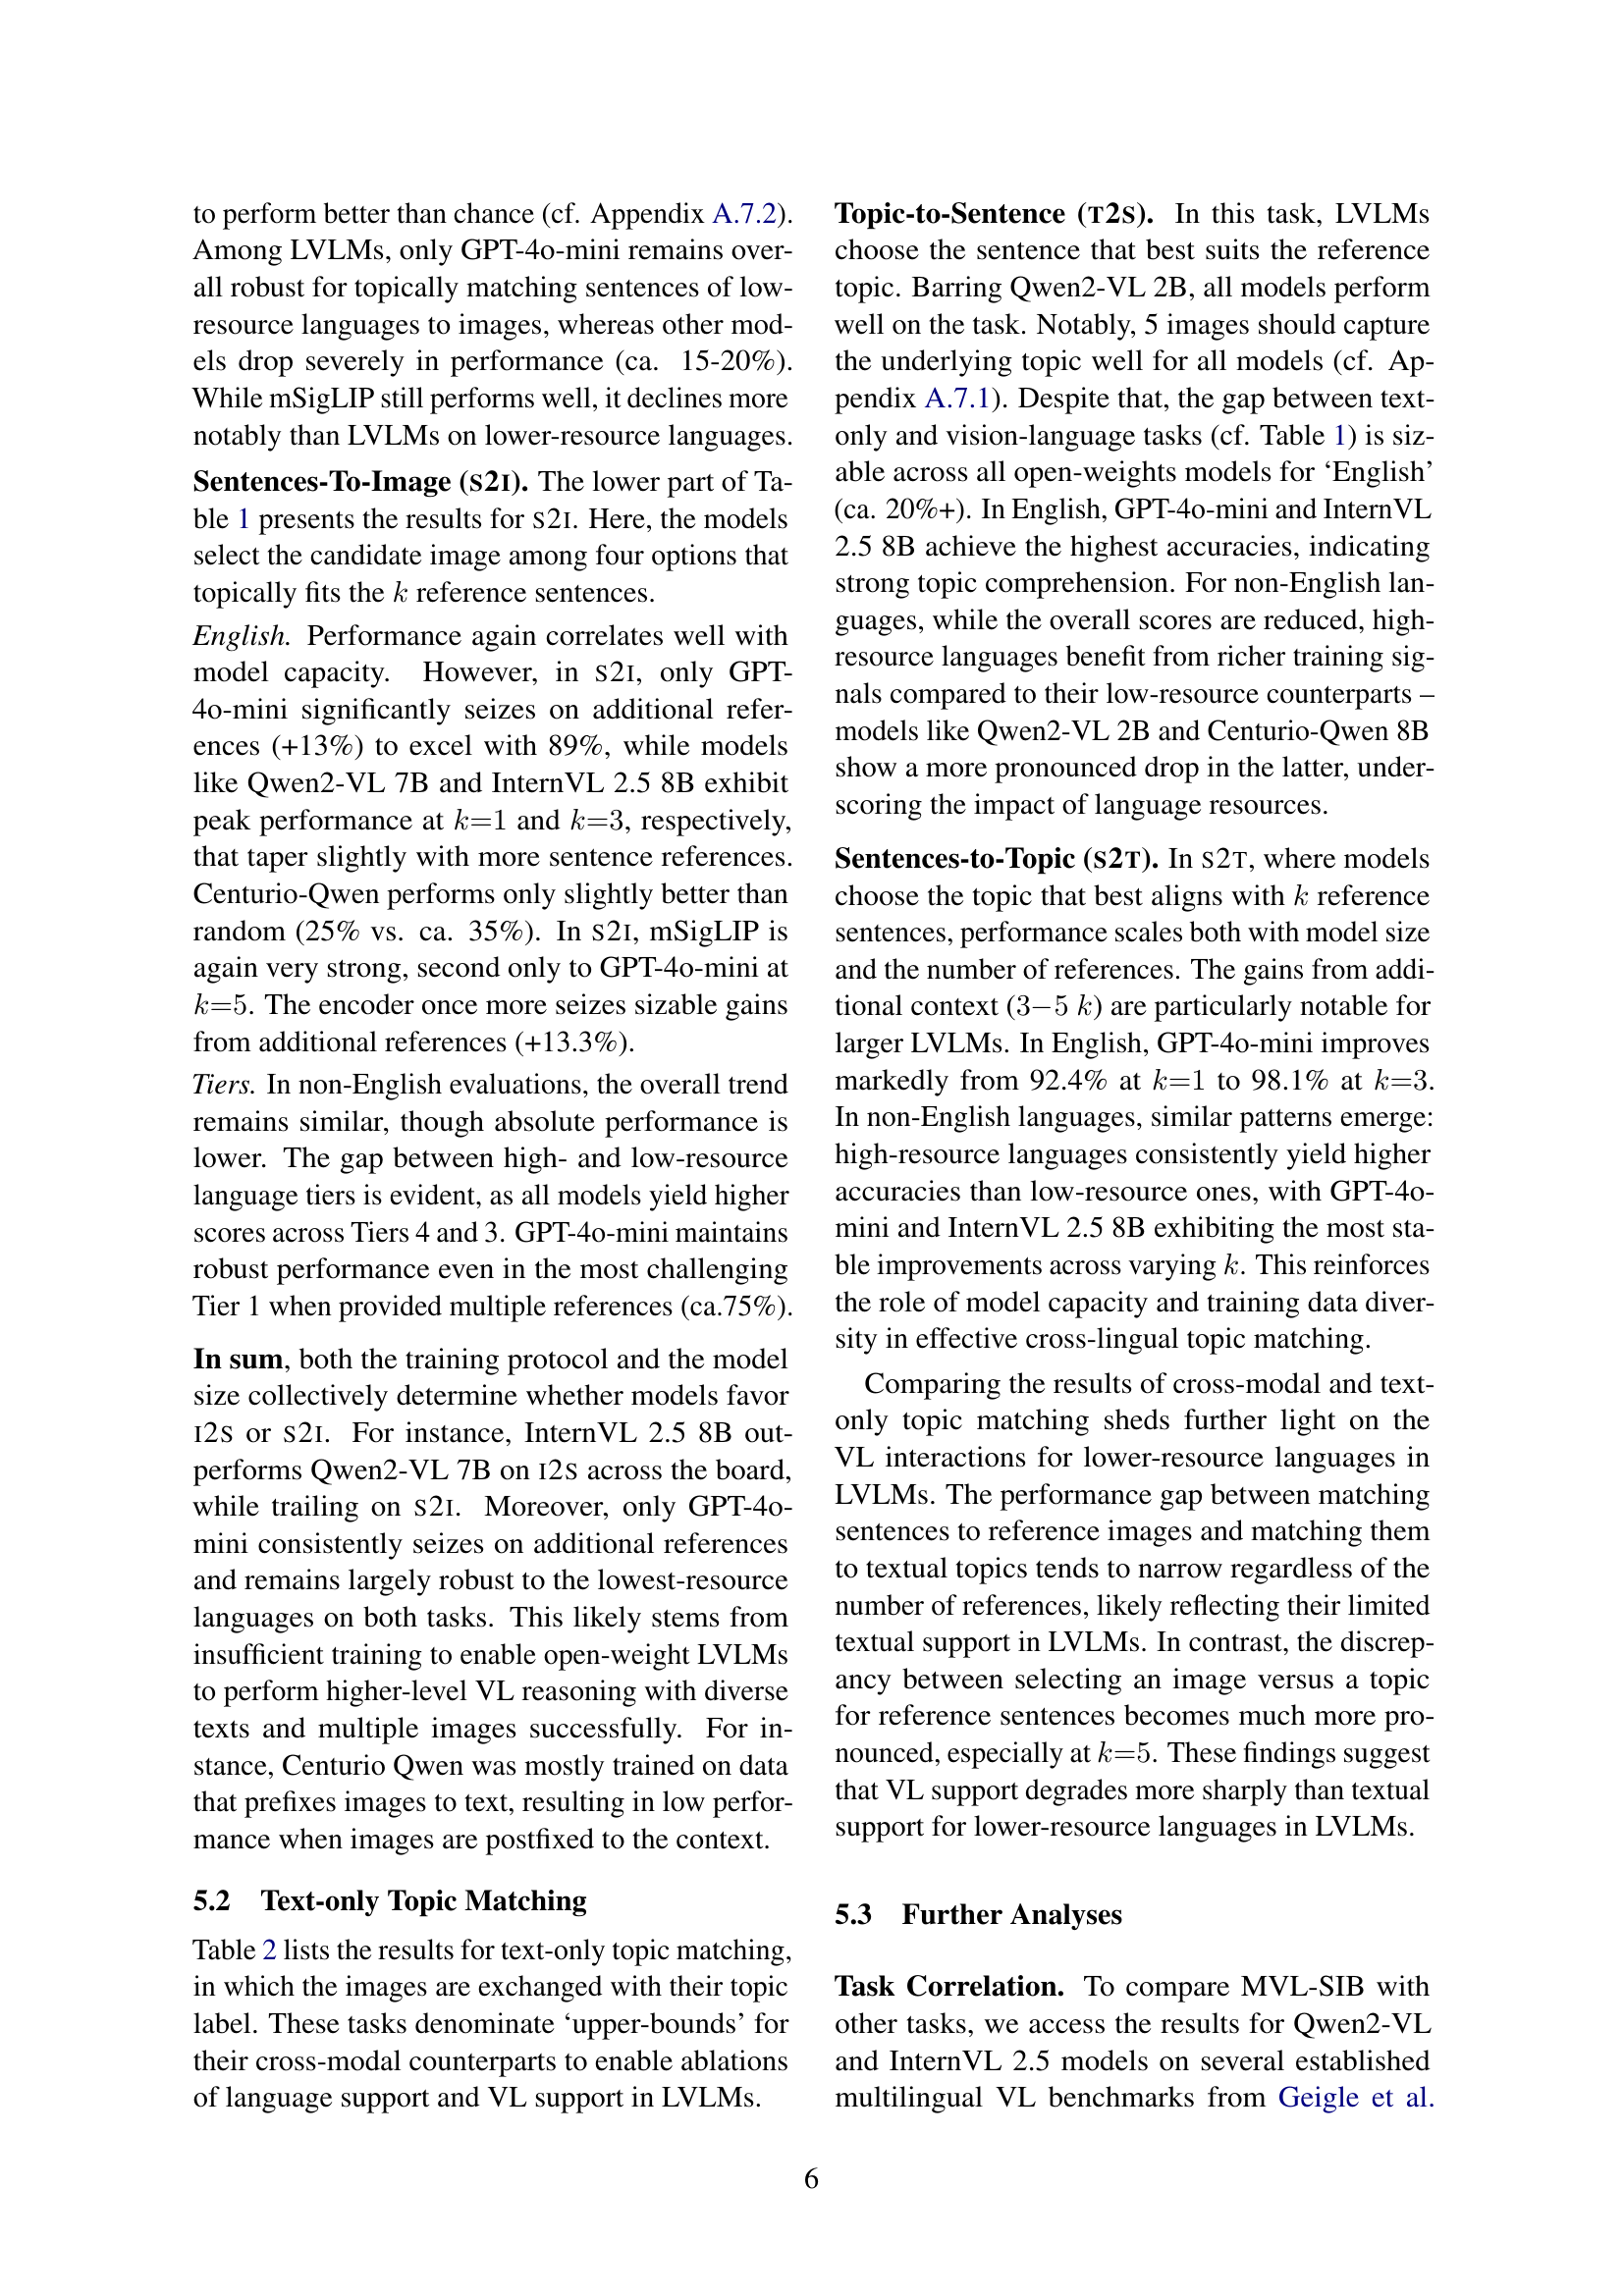 to perform better than chance (cf. Appendix A.7.2).
Among LVLMs, only GPT-4o-mini remains over-
all robust for topically matching sentences of low-
resource languages to images, whereas other mod-
els drop severely in performance (ca. 15-20%).
While mSigLIP still performs well, it declines more
notably than LVLMs on lower-resource languages.
Sentences-To-Image (S2I). The lower part of Ta-
ble 1 presents the results for S2I. Here, the models
select the candidate image among four options that
topically fits the k reference sentences.
English. Performance again correlates well with
model capacity. However, in S2I, only GPT-
4o-mini significantly seizes on additional refer-
ences (+13%) to excel with 89%, while models
like Qwen2-VL 7B and InternVL 2.5 8B exhibit
peak performance at k=1 and k=3, respectively,
that taper slightly with more sentence references.
Centurio-Qwen performs only slightly better than
random (25% vs. ca. 35%). In S2I, mSigLIP is
again very strong, second only to GPT-4o-mini at
k=5. The encoder once more seizes sizable gains
from additional references (+13.3%).
Tiers. In non-English evaluations, the overall trend
remains similar, though absolute performance is
lower. The gap between high- and low-resource
language tiers is evident, as all models yield higher
scores across Tiers 4 and 3. GPT-4o-mini maintains
robust performance even in the most challenging
Tier 1 when provided multiple references (ca.75%).
In sum, both the training protocol and the model
size collectively determine whether models favor
I2S or S2I. For instance, InternVL 2.5 8B out-
performs Qwen2-VL 7B on I2S across the board,
while trailing on S2I. Moreover, only GPT-4o-
mini consistently seizes on additional references
and remains largely robust to the lowest-resource
languages on both tasks. This likely stems from
insufficient training to enable open-weight LVLMs
to perform higher-level VL reasoning with diverse
texts and multiple images successfully. For in-
stance, Centurio Qwen was mostly trained on data
that prefixes images to text, resulting in low perfor-
mance when images are postfixed to the context.
5.2 Text-only Topic Matching
Table 2 lists the results for text-only topic matching,
in which the images are exchanged with their topic
label. These tasks denominate ‘upper-bounds’ for
their cross-modal counterparts to enable ablations
of language support and VL support in LVLMs.
Topic-to-Sentence (T2S). In this task, LVLMs
choose the sentence that best suits the reference
topic. Barring Qwen2-VL 2B, all models perform
well on the task. Notably, 5 images should capture
the underlying topic well for all models (cf. Ap-
pendix A.7.1). Despite that, the gap between text-
only and vision-language tasks (cf. Table 1) is siz-
able across all open-weights models for ‘English’
(ca. 20%+). In English, GPT-4o-mini and InternVL
2.5 8B achieve the highest accuracies, indicating
strong topic comprehension. For non-English lan-
guages, while the overall scores are reduced, high-
resource languages benefit from richer training sig-
nals compared to their low-resource counterparts –
models like Qwen2-VL 2B and Centurio-Qwen 8B
show a more pronounced drop in the latter, under-
scoring the impact of language resources.
Sentences-to-Topic (S2T). In S2T, where models
choose the topic that best aligns with k reference
sentences, performance scales both with model size
and the number of references. The gains from addi-
tional context (3−5 k) are particularly notable for
larger LVLMs. In English, GPT-4o-mini improves
markedly from 92.4% at k=1 to 98.1% at k=3.
In non-English languages, similar patterns emerge:
high-resource languages consistently yield higher
accuracies than low-resource ones, with GPT-4o-
mini and InternVL 2.5 8B exhibiting the most sta-
ble improvements across varying k. This reinforces
the role of model capacity and training data diver-
sity in effective cross-lingual topic matching.
Comparing the results of cross-modal and text-
only topic matching sheds further light on the
VL interactions for lower-resource languages in
LVLMs. The performance gap between matching
sentences to reference images and matching them
to textual topics tends to narrow regardless of the
number of references, likely reflecting their limited
textual support in LVLMs. In contrast, the discrep-
ancy between selecting an image versus a topic
for reference sentences becomes much more pro-
nounced, especially at k=5. These findings suggest
that VL support degrades more sharply than textual
support for lower-resource languages in LVLMs.
5.3 Further Analyses
Task Correlation. To compare MVL-SIB with
other tasks, we access the results for Qwen2-VL
and InternVL 2.5 models on several established
multilingual VL benchmarks from Geigle et al.
6